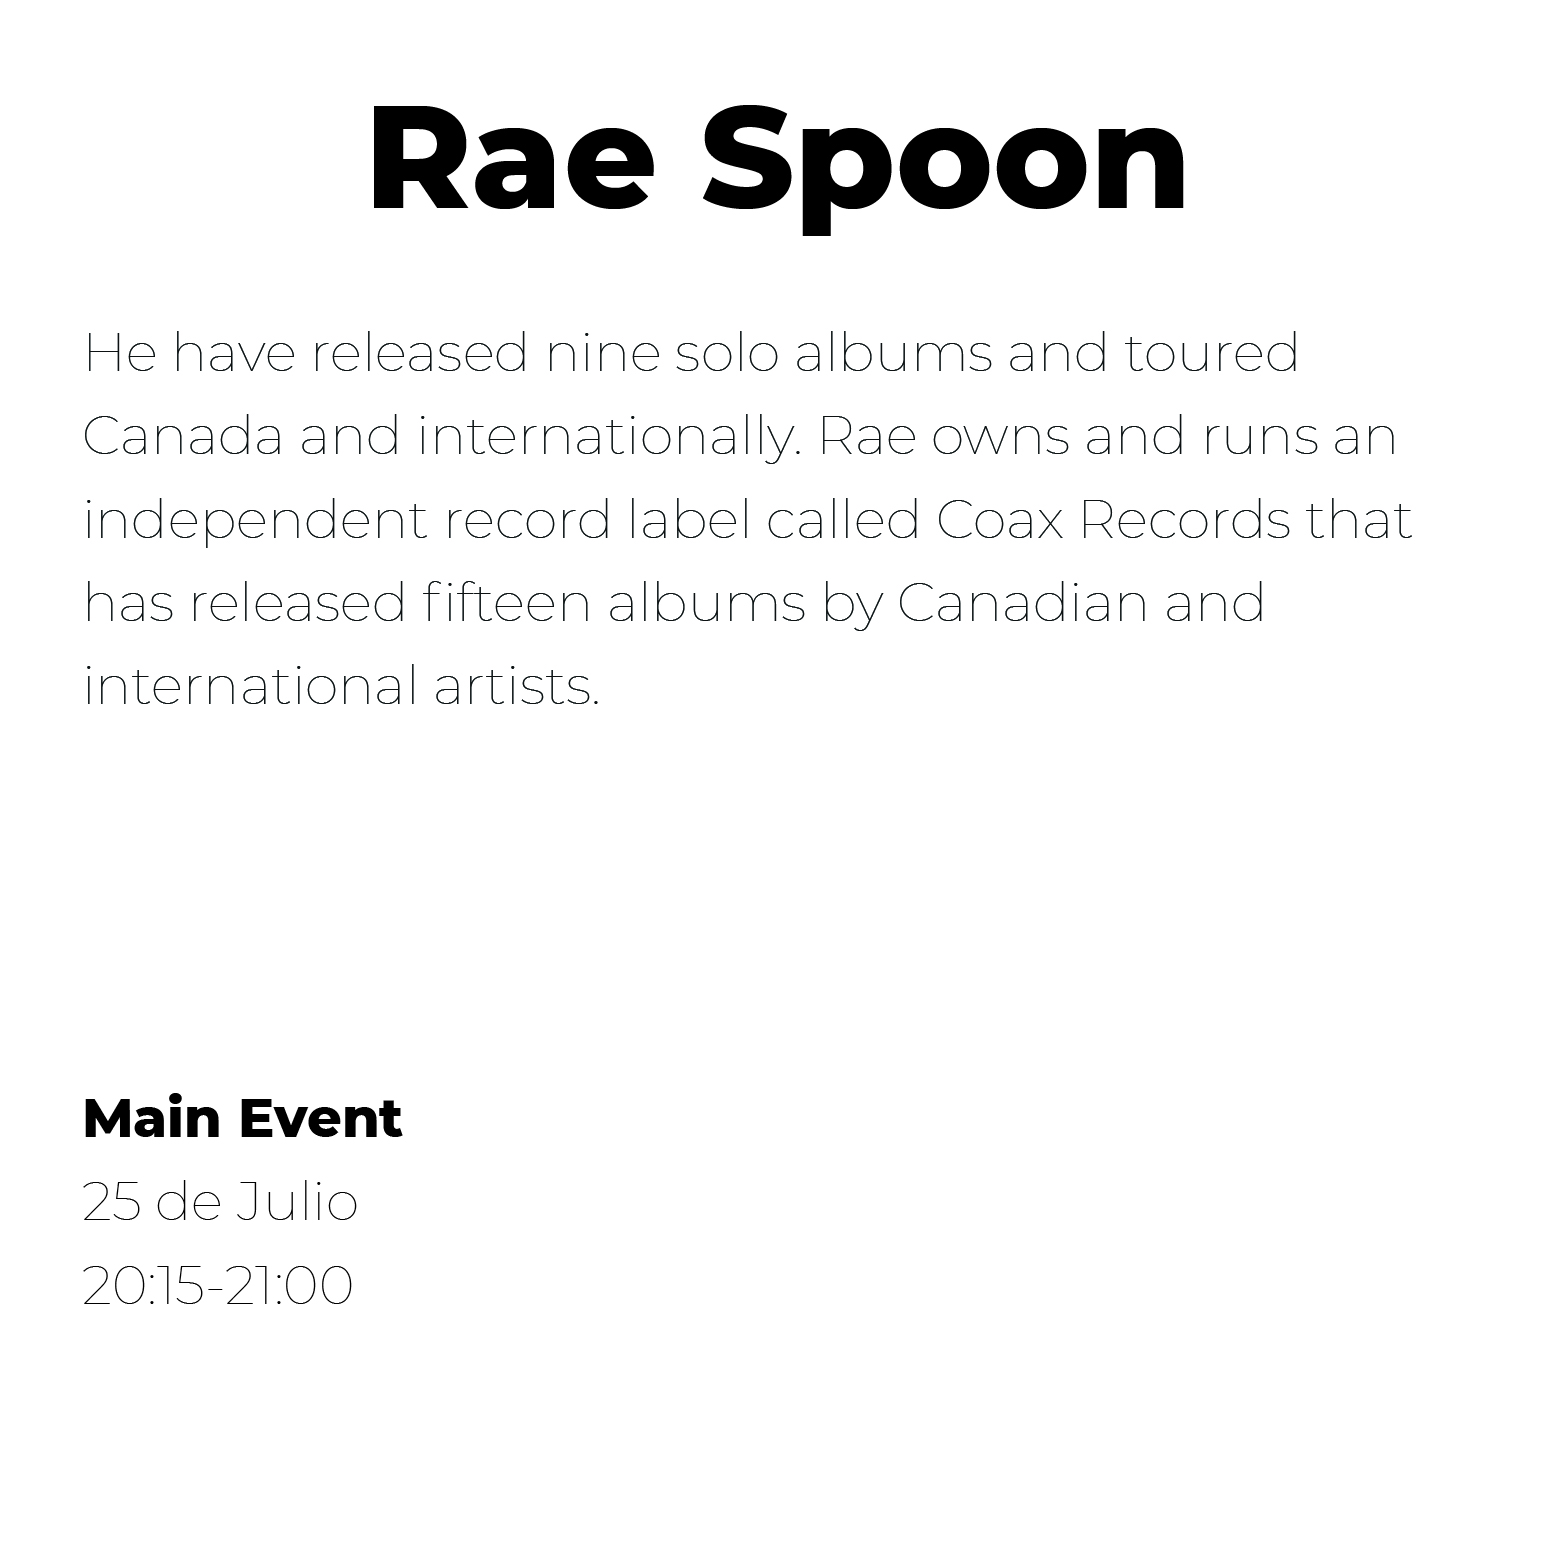 Rae Spoon
He have released nine solo albums and toured
Canada and internationally. Rae owns and runs an
independent record label called Coax Records that
has released fifteen albums by Canadian and
international artists.
Main Event
25 de Julio
20:15-21:00